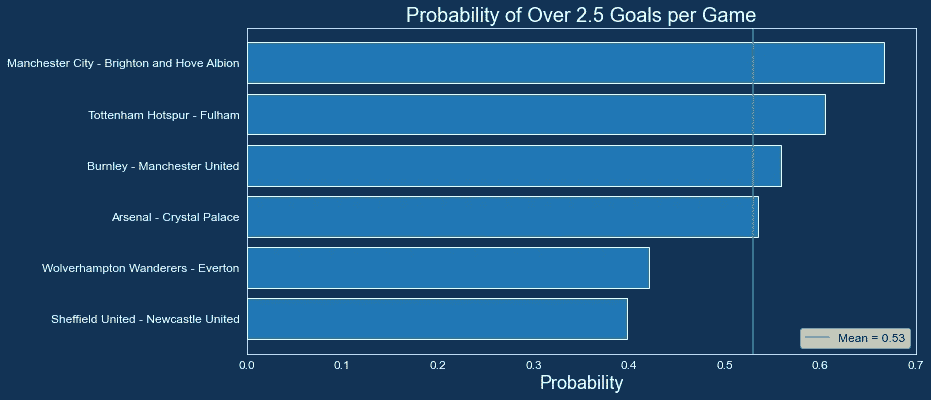 Probability of Over 2.5 Goals per Game
Manchester City - Brighton and Hove Albion
Tottenham Hotspur - Fulham
Burnley - Manchester United
Arsenal - Crystal Palace
Wolverhampton Wanderers - Everton
Sheffield United - Newcastle United
Mean = 0.53
0.0 0.1 0.2 0.3 0.4 0.5 0.6 0.7
Probability